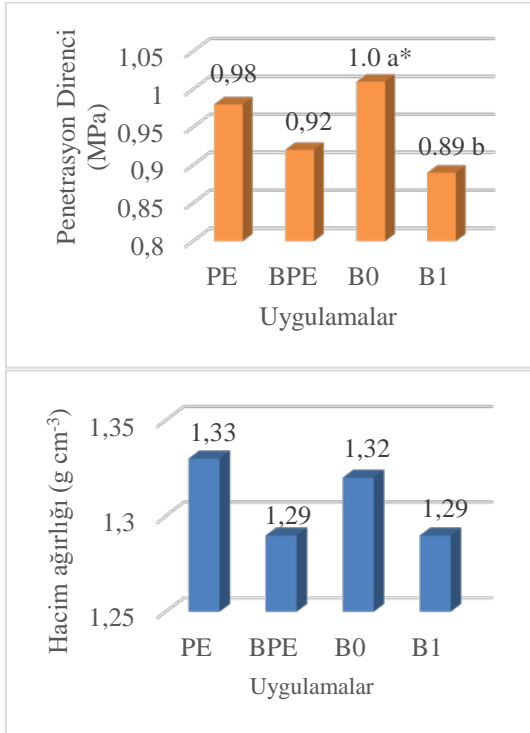 Penetrasyon Direnci
(MPa)
1,05
1
0,95
0,9
0,85
0,8
0,98
0,92
1.0 a*
0.89 b
PE BPE B0 B1
Uygulamalar
Hacim ağırlığı (g cm-³)
1,35
1,3
1,25
1,33
1,29
1,32
1,29
PE BPE B0 B1
Uygulamalar